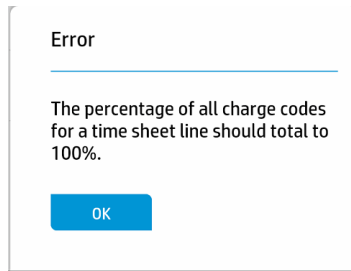 Error
The percentage of all charge codes
for a time sheet line should total to
100%.
OK